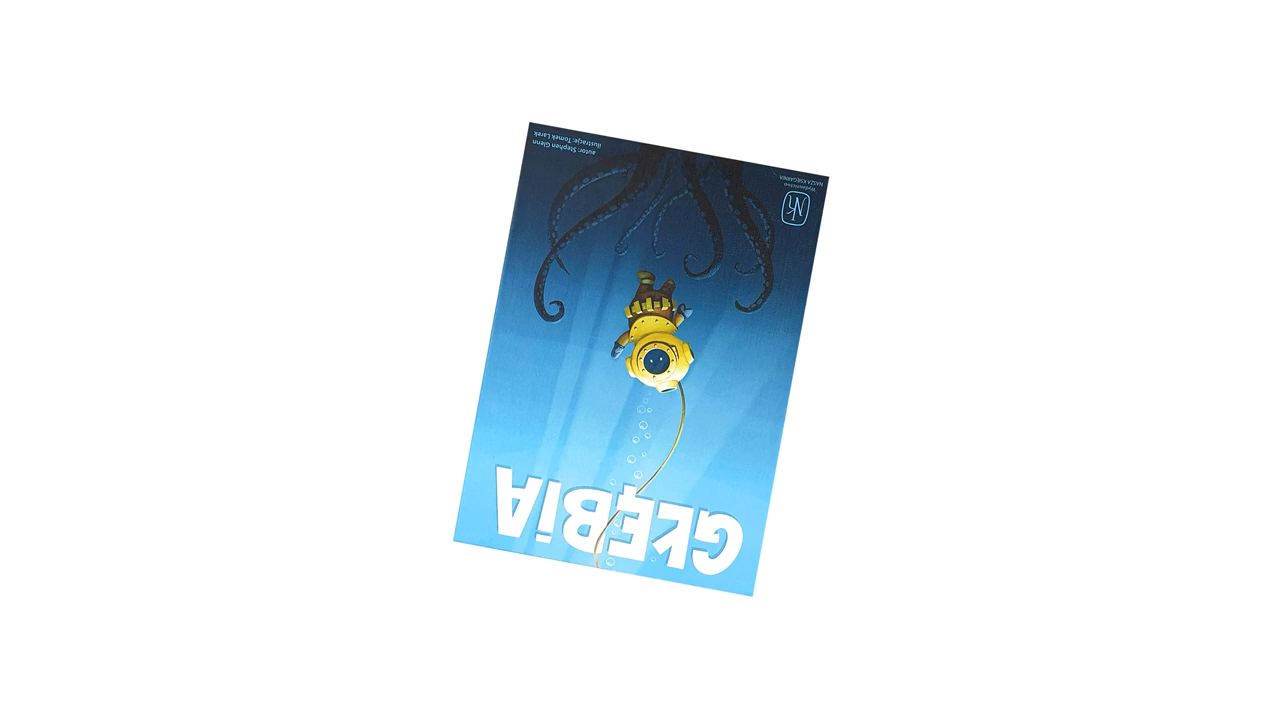 GŁĘBiA
Wydawnictwo
NASZA KSIĘGARNIA
autor: Stephen Glenn
ilustracje: Tomek Larek